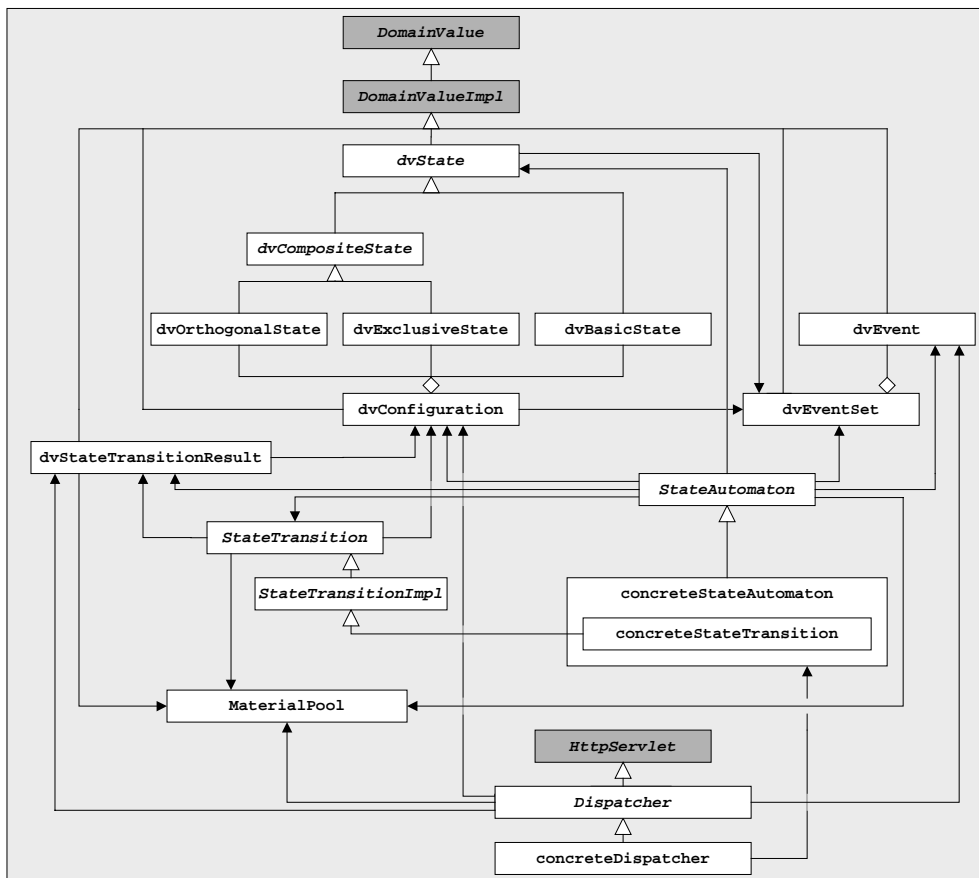 DomainValue
DomainValueImpl
dvState
dvCompositeState
dvOrthogonalState
dvExclusiveState
dvBasicState
dvEvent
dvConfiguration
dvEventSet
dvStateTransitionResult
StateAutomaton
StateTransition
StateTransitionImpl
concreteStateAutomaton
concreteStateTransition
MaterialPool
HttpServlet
Dispatcher
concreteDispatcher